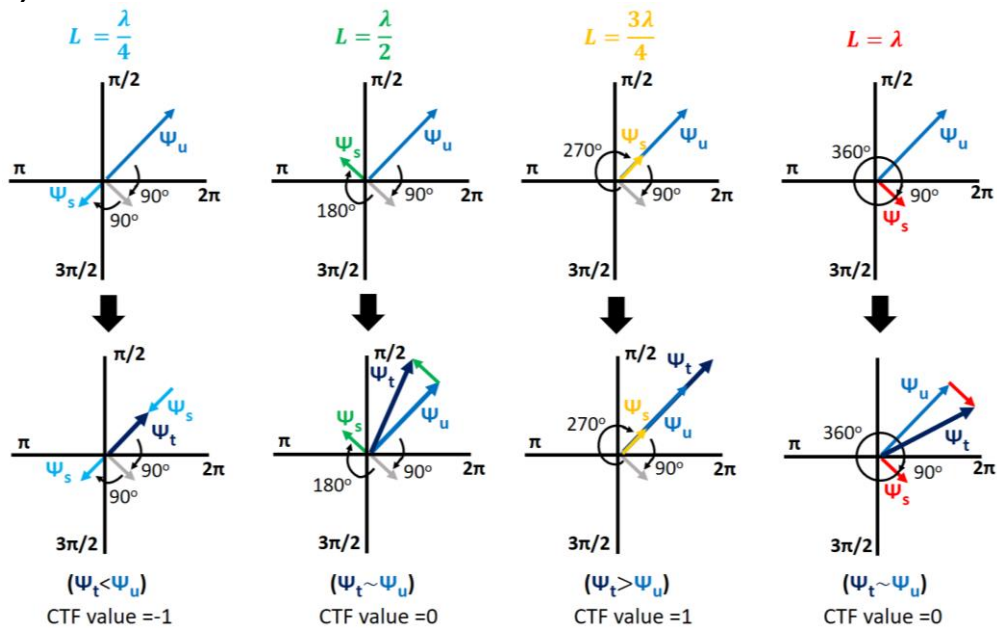 L = λ/4
L = λ/2
L = 3λ/4
L = λ
π/2
Ψu
π
2π
Ψs
90°
90°
3π/2
π/2
Ψs
Ψu
90°
180°
3π/2
π/2
Ψs
270°
Ψu
π
2π
90°
3π/2
π/2
360°
Ψu
π
2π
90°
Ψs
3π/2
π/2
Ψs
Ψt
π
2π
Ψs
90°
90°
3π/2
π/2
Ψt
Ψu
Ψs
90°
180°
3π/2
π/2
Ψt
Ψs
270°
Ψu
π
2π
90°
3π/2
Ψu
360°
Ψt
π
2π
90°
Ψs
3π/2
(Ψt<Ψu)
CTF value =-1
(Ψt~Ψu)
CTF value =0
(Ψt>Ψu)
CTF value =1
(Ψt~Ψu)
CTF value =0